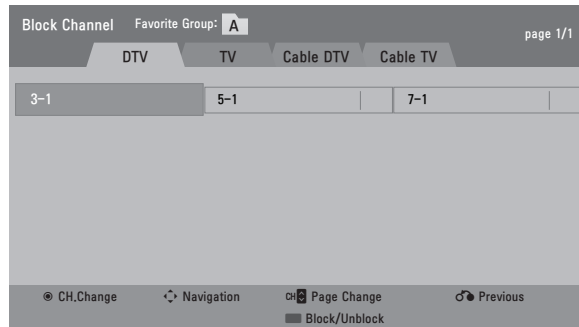 Block Channel Favorite Group: A
page 1/1
DTV TV Cable DTV Cable TV
3-1 5-1 7-1
CH.Change Navigation CH Page Change Previous
Block/Unblock